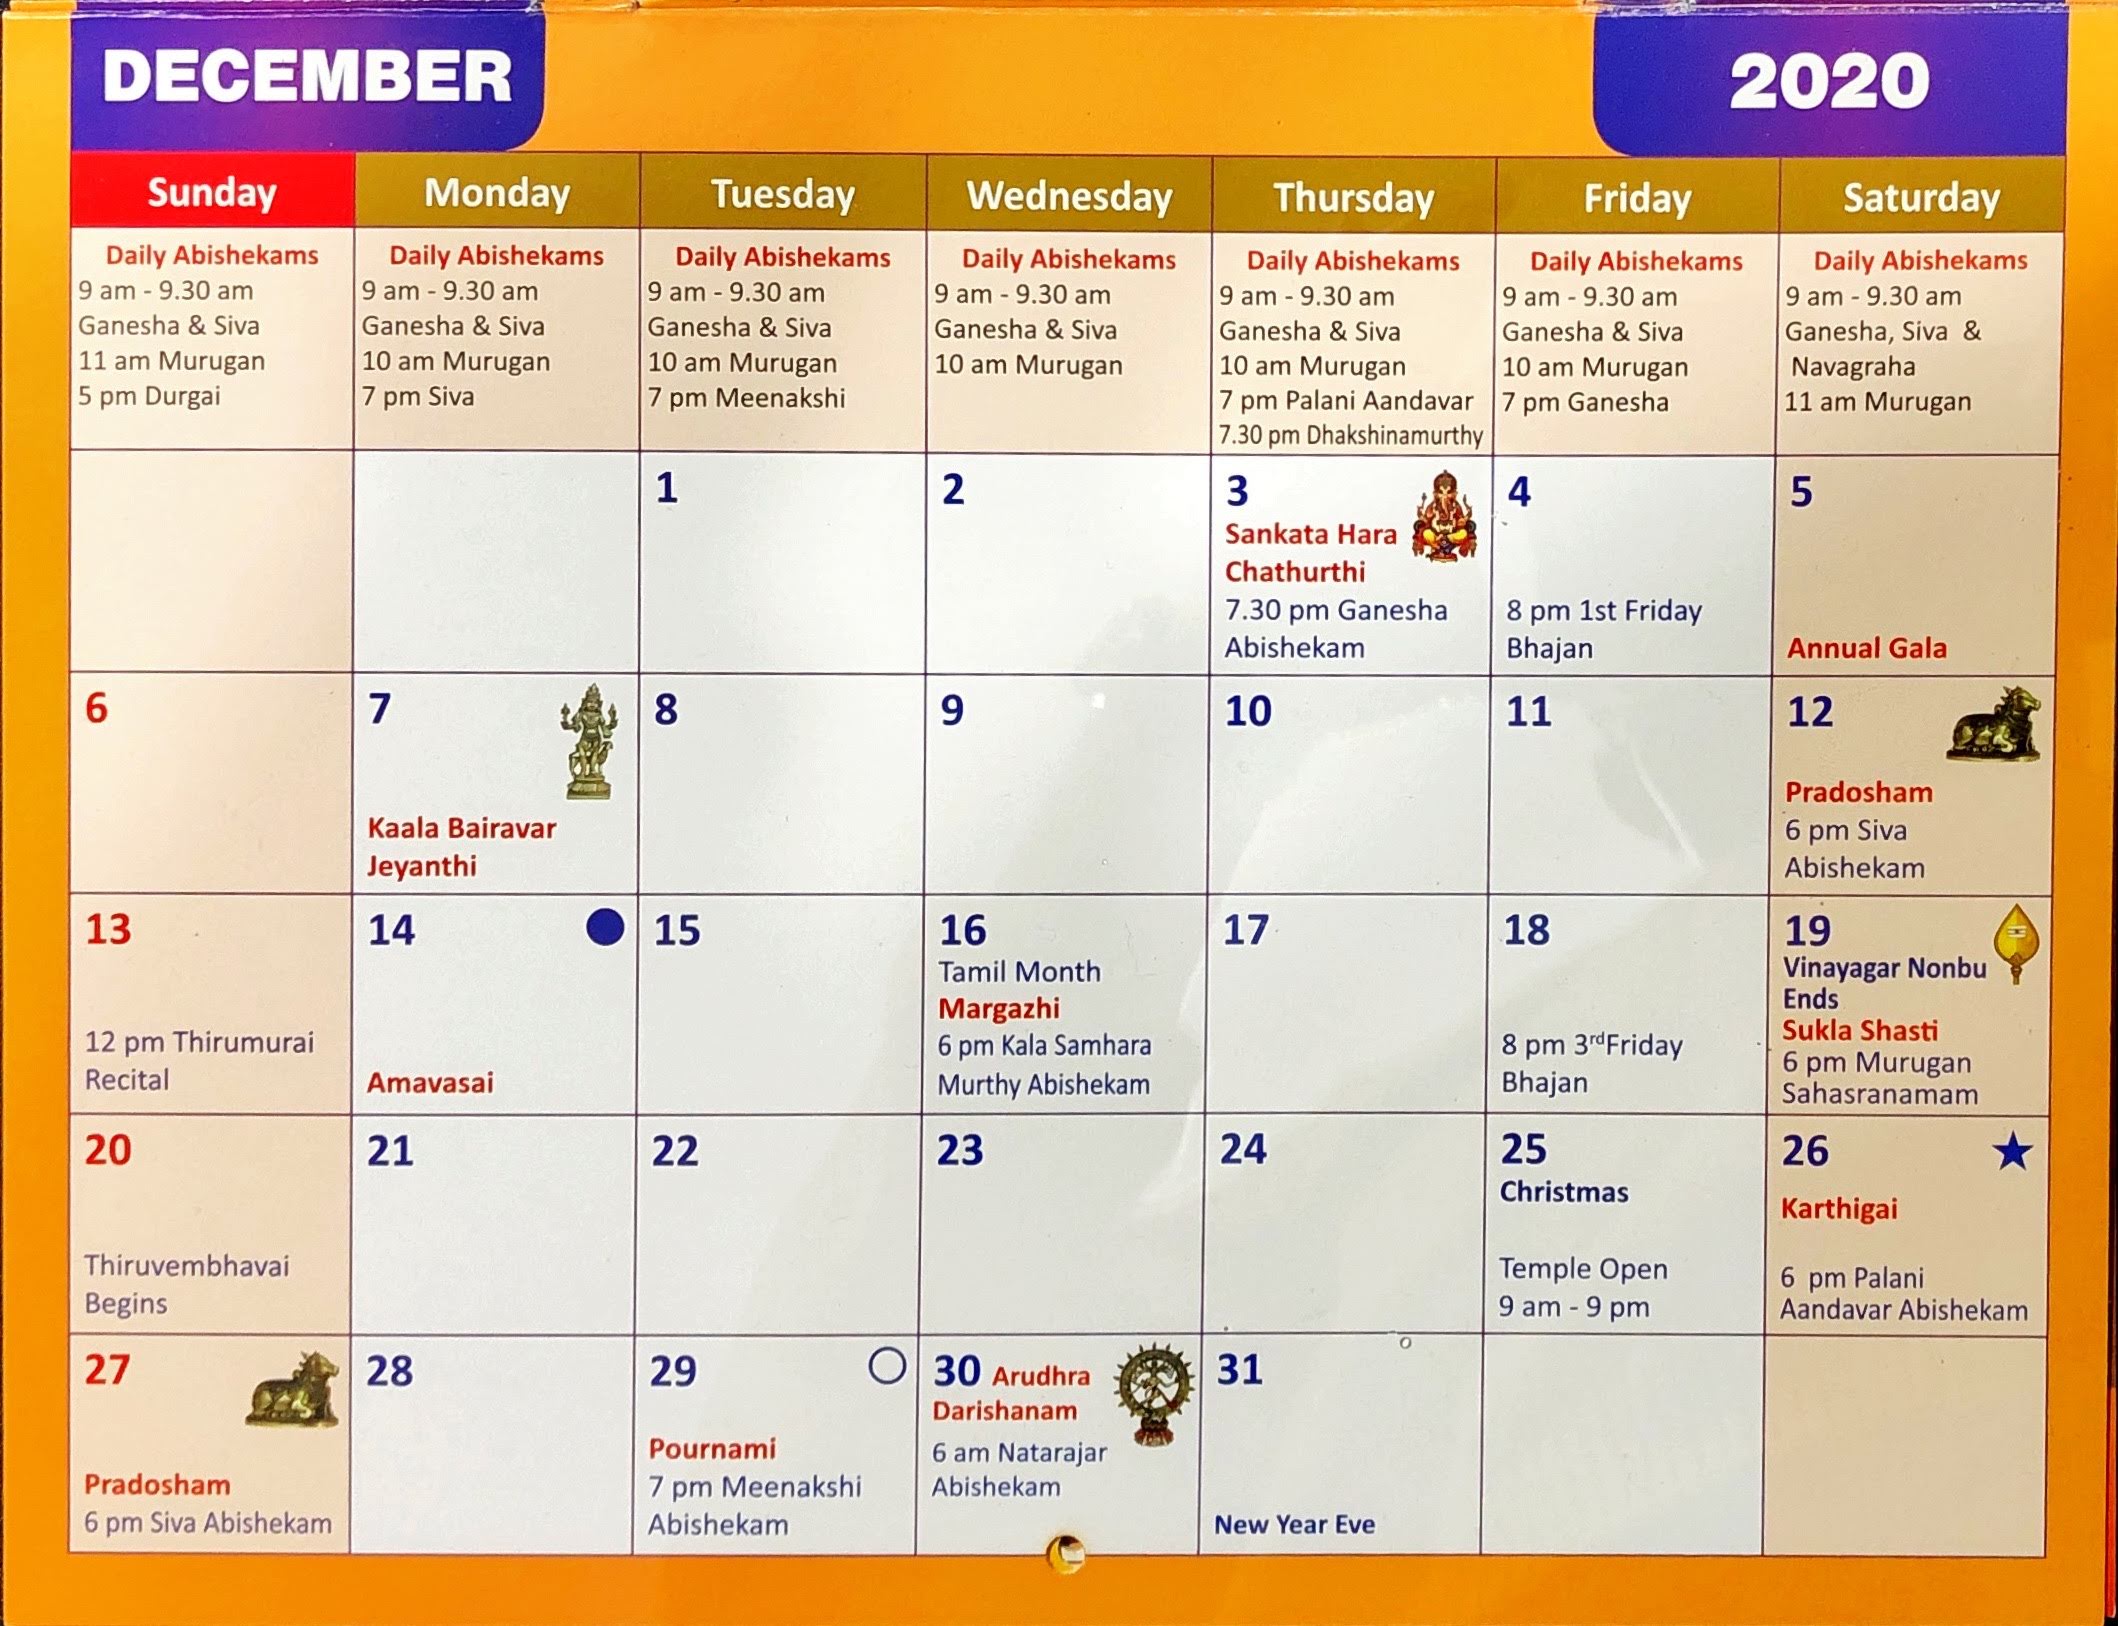 DECEMBER
2020
Sunday
Monday
Tuesday
Wednesday
Thursday
Friday
Saturday
Daily Abishekams
9 am - 9.30 am
Ganesha & Siva
11 am Murugan
5 pm Durgai
Daily Abishekams
9 am - 9.30 am
Ganesha & Siva
10 am Murugan
7 pm Siva
Daily Abishekams
9 am - 9.30 am
Ganesha & Siva
10 am Murugan
7 pm Meenakshi
Daily Abishekams
9 am - 9.30 am
Ganesha & Siva
10 am Murugan
Daily Abishekams
9 am - 9.30 am
Ganesha & Siva
10 am Murugan
7 pm Palani Aandavar
7.30 pm Dhakshinamurthy
Daily Abishekams
9 am - 9.30 am
Ganesha & Siva
10 am Murugan
7 pm Ganesha
Daily Abishekams
9 am - 9.30 am
Ganesha, Siva &
Navagraha
11 am Murugan
1
2
3
Sankata Hara
Chathurthi
7.30 pm Ganesha
Abishekam
4
8 pm 1st Friday
Bhajan
5
Annual Gala
6
7
Kaala Bairavar
Jeyanthi
8
9
10
11
12
Pradosham
6 pm Siva
Abishekam
13
12 pm Thirumurai
Recital
14
Amavasai
15
16
Tamil Month
Margazhi
6 pm Kala Samhara
Murthy Abishekam
17
18
8 pm 3rdFriday
Bhajan
19
Vinayagar Nonbu
Ends
Sukla Shasti
6 pm Murugan
Sahasranamam
20
Thiruvembhavai
Begins
21
22
23
24
25
Christmas
Temple Open
9 am - 9 pm
26
Karthigai
6 pm Palani
Aandavar Abishekam
27
Pradosham
6 pm Siva Abishekam
28
29
Pournami
7 pm Meenakshi
Abishekam
30 Arudhra
Darishanam
6 am Natarajar
Abishekam
31
New Year Eve